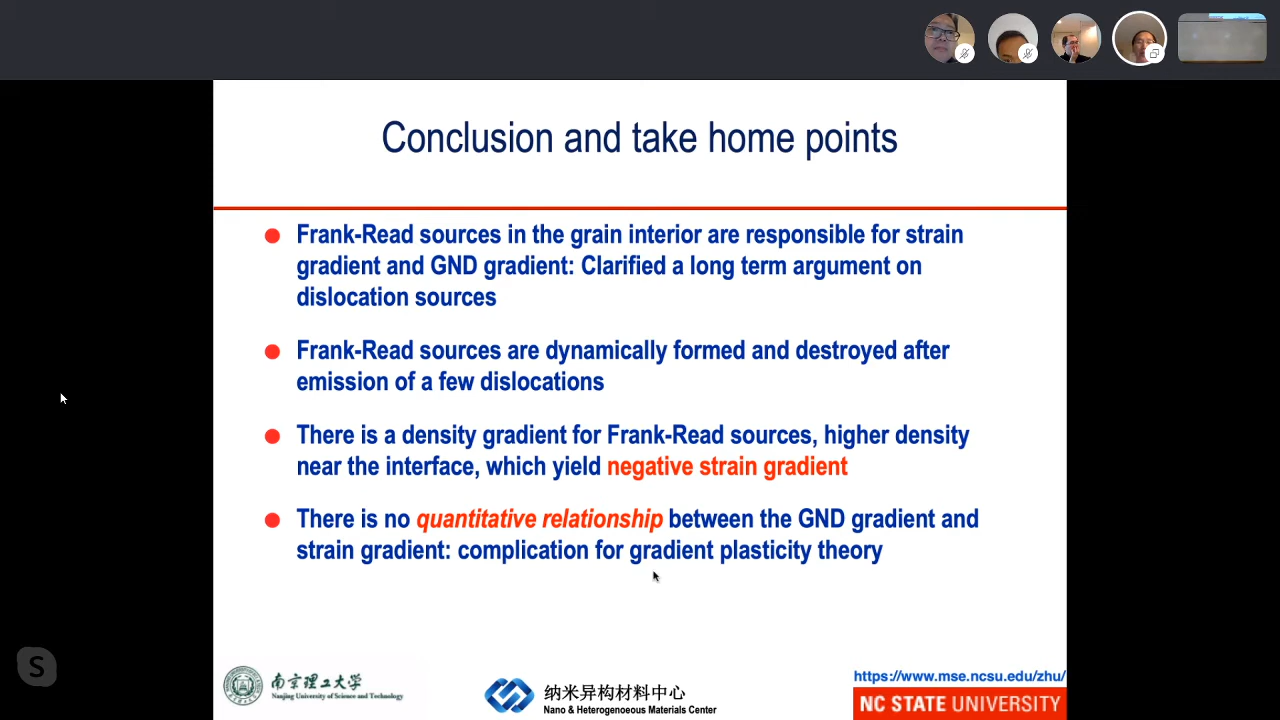 Conclusion and take home points
Frank-Read sources in the grain interior are responsible for strain
gradient and GND gradient: Clarified a long term argument on
dislocation sources
Frank-Read sources are dynamically formed and destroyed after
emission of a few dislocations
There is a density gradient for Frank-Read sources, higher density
near the interface, which yield negative strain gradient
There is no quantitative relationship between the GND gradient and
strain gradient: complication for gradient plasticity theory
S
南京理工大学
Nanjing University of Science and Technology
纳米异构材料中心
Nano & Heterogenoeous Materials Center
https://www.mse.ncsu.edu/zhu/
NC STATE UNIVERSITY